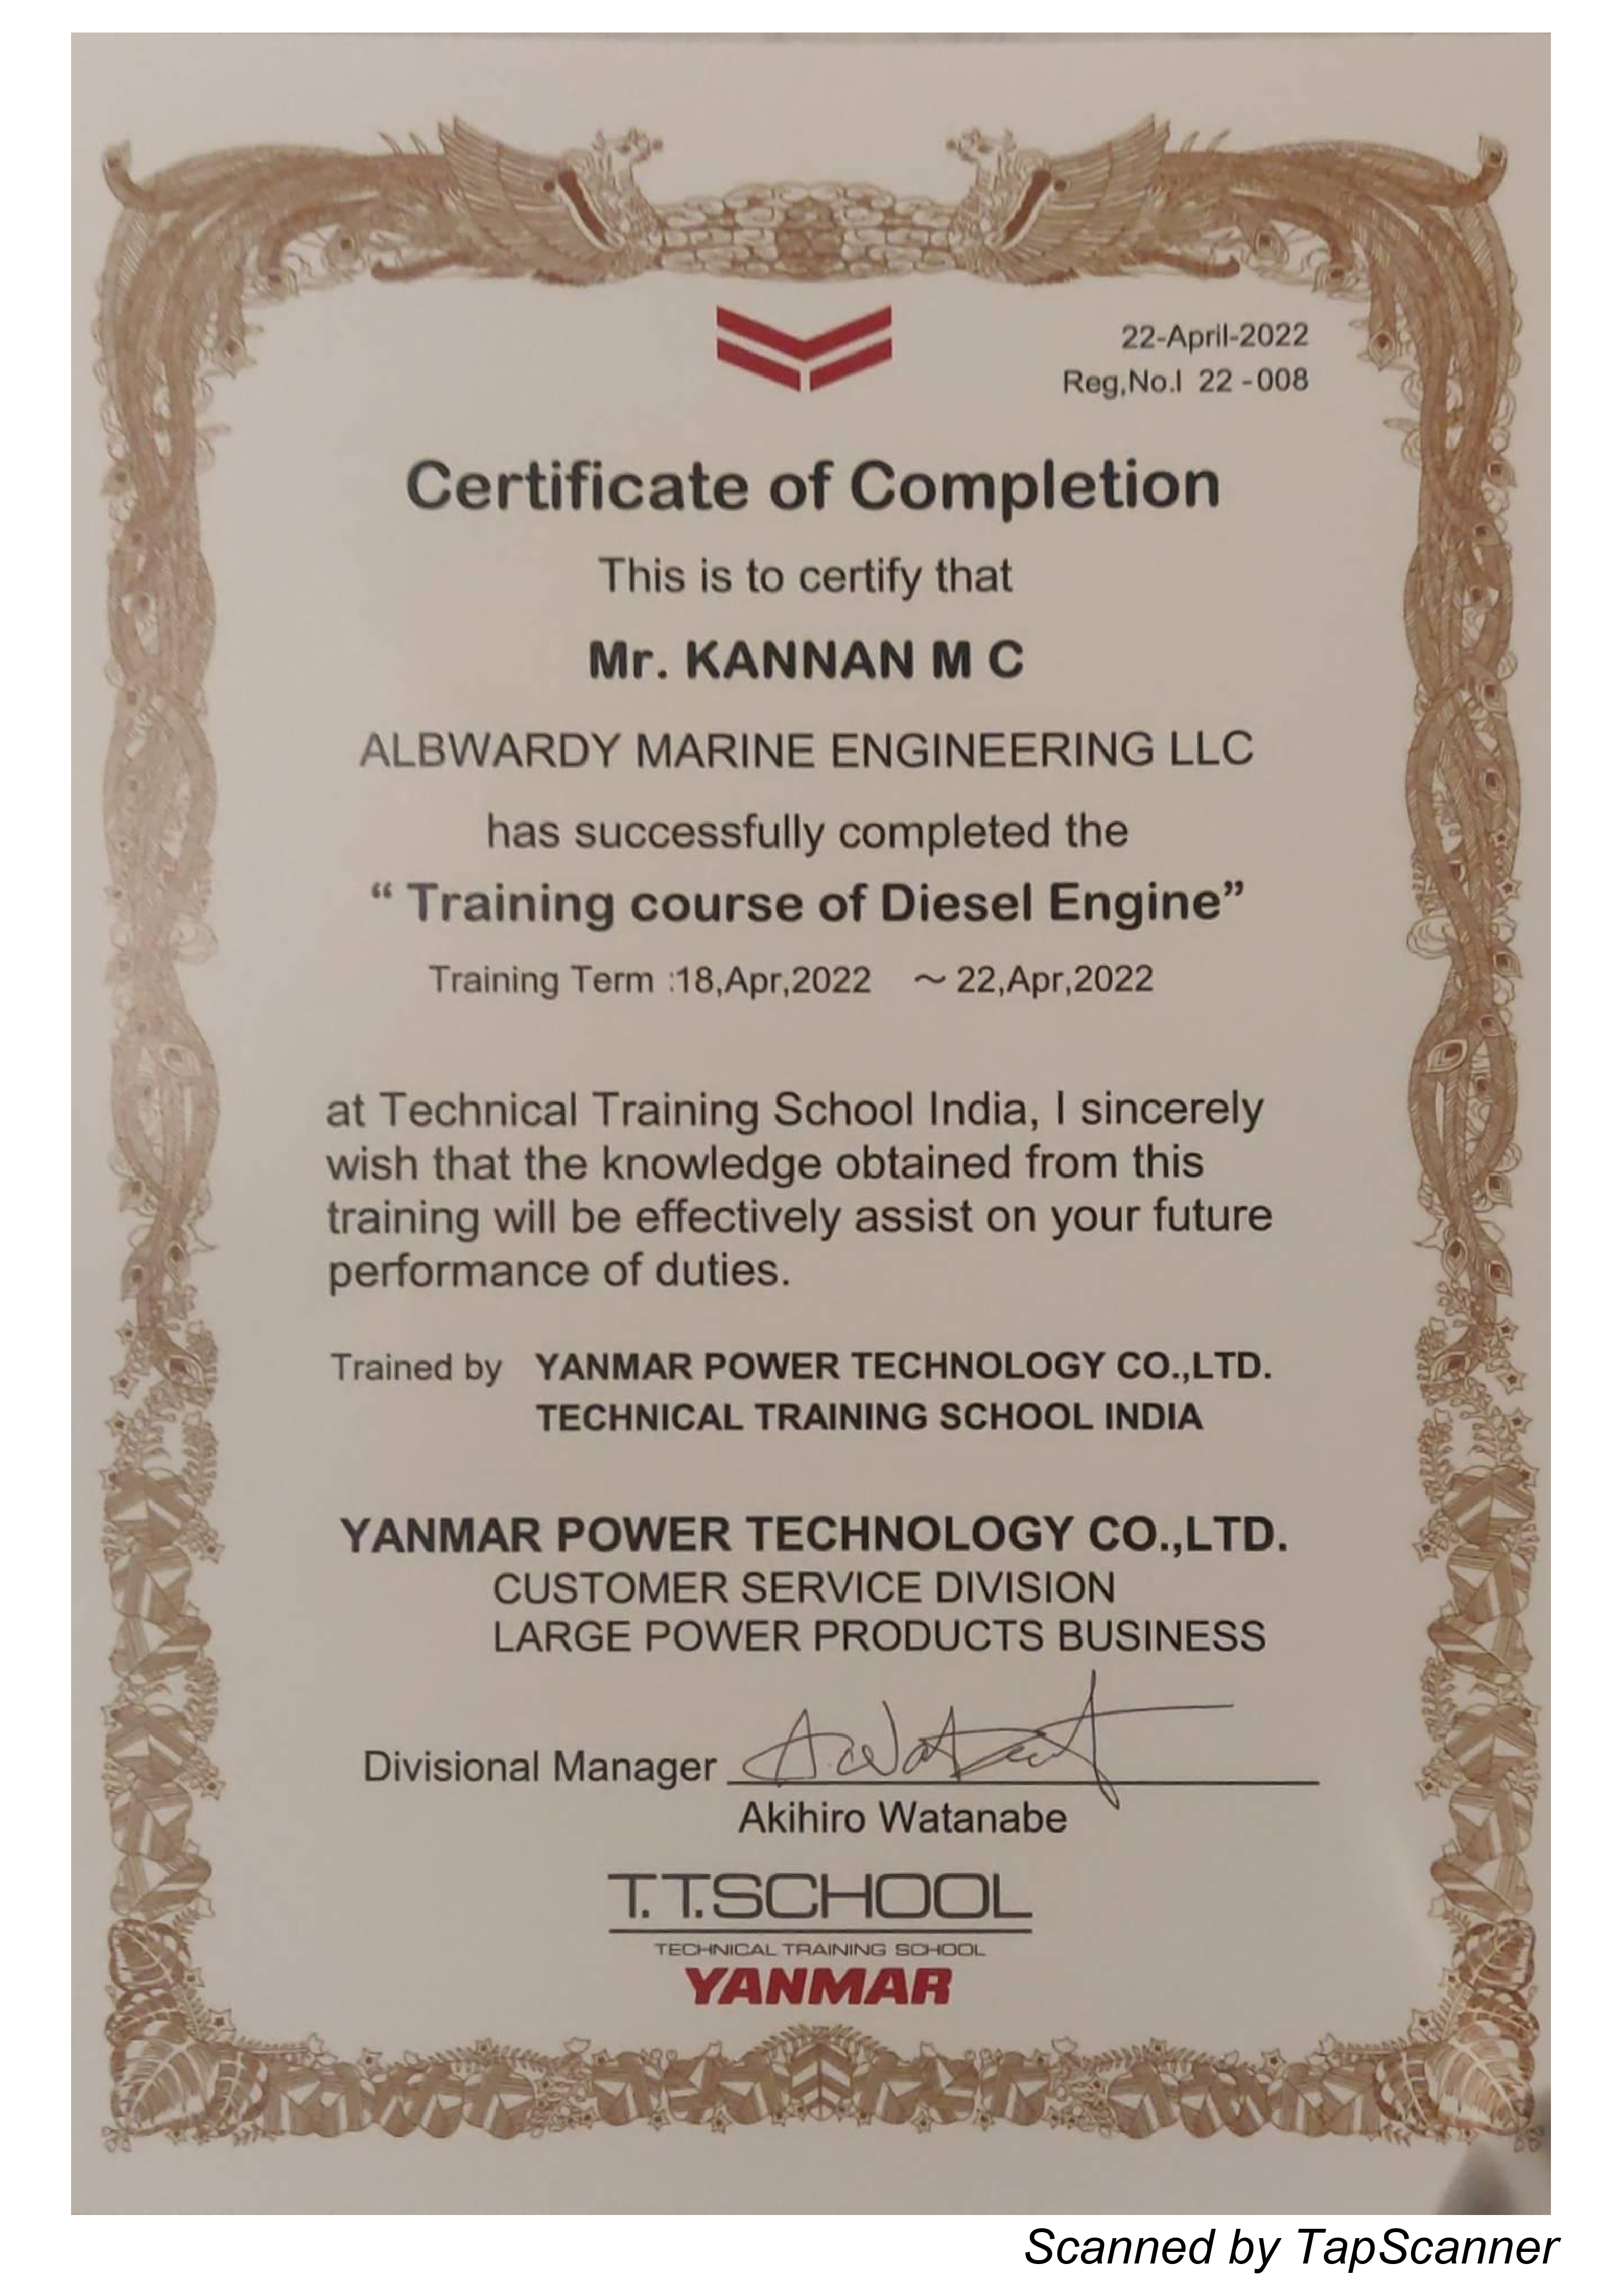 22-April-2022
Reg,No.I 22 -008
Certificate of Completion
This is to certify that
Mr. KANNAN M C
ALBWARDY MARINE ENGINEERING LLC
has successfully completed the
“ Training course of Diesel Engine”
Training Term :18,Apr,2022 ～ 22,Apr,2022
at Technical Training School India, I sincerely
wish that the knowledge obtained from this
training will be effectively assist on your future
performance of duties.
Trained by YANMAR POWER TECHNOLOGY CO.,LTD.
TECHNICAL TRAINING SCHOOL INDIA
YANMAR POWER TECHNOLOGY CO.,LTD.
CUSTOMER SERVICE DIVISION
LARGE POWER PRODUCTS BUSINESS
Divisional Manager
Akihiro Watanabe
T.T.SCHOOL
TECHNICAL TRAINING SCHOOL
YANMAR
Scanned by TapScanner